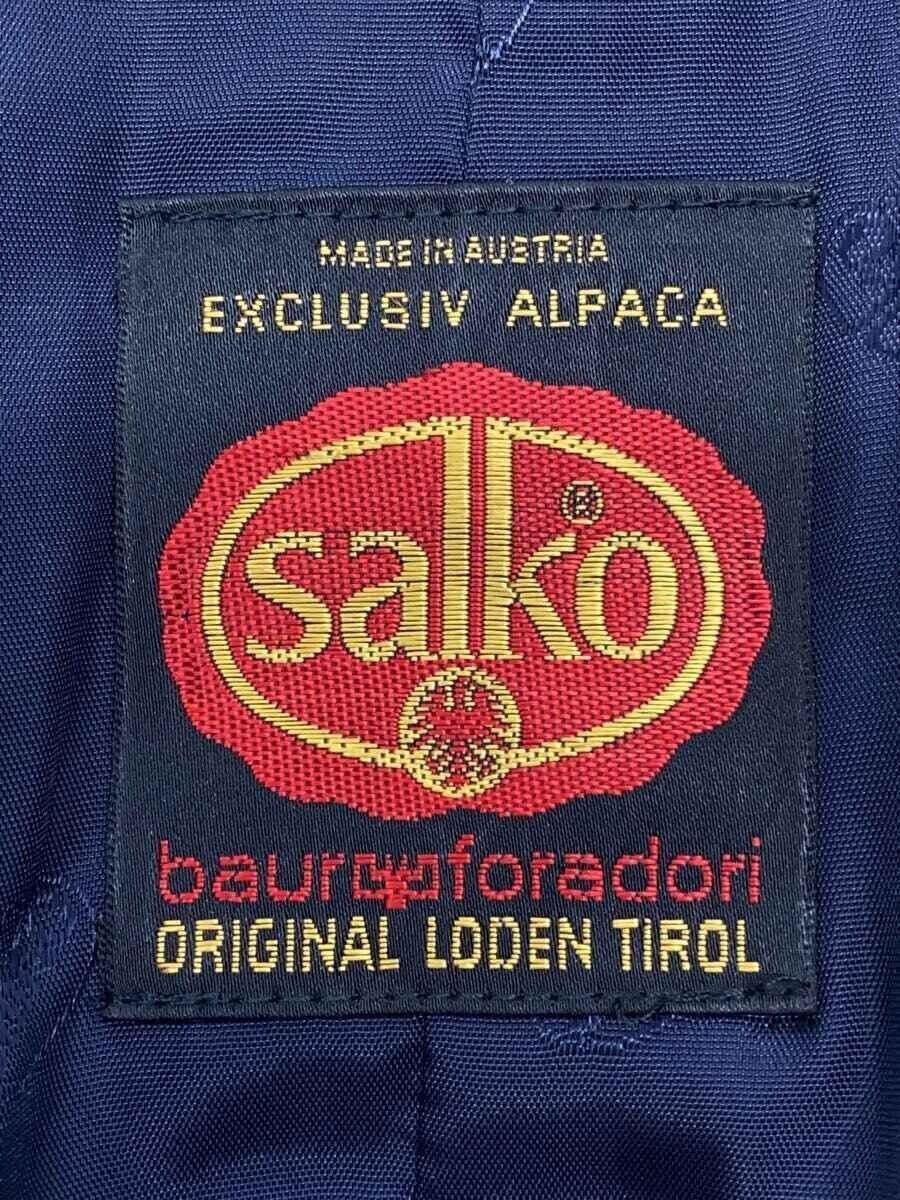 MADE IN AUSTRIA
EXCLUSIV ALPACA
salko®
baur foradori
ORIGINAL LODEN TIROL